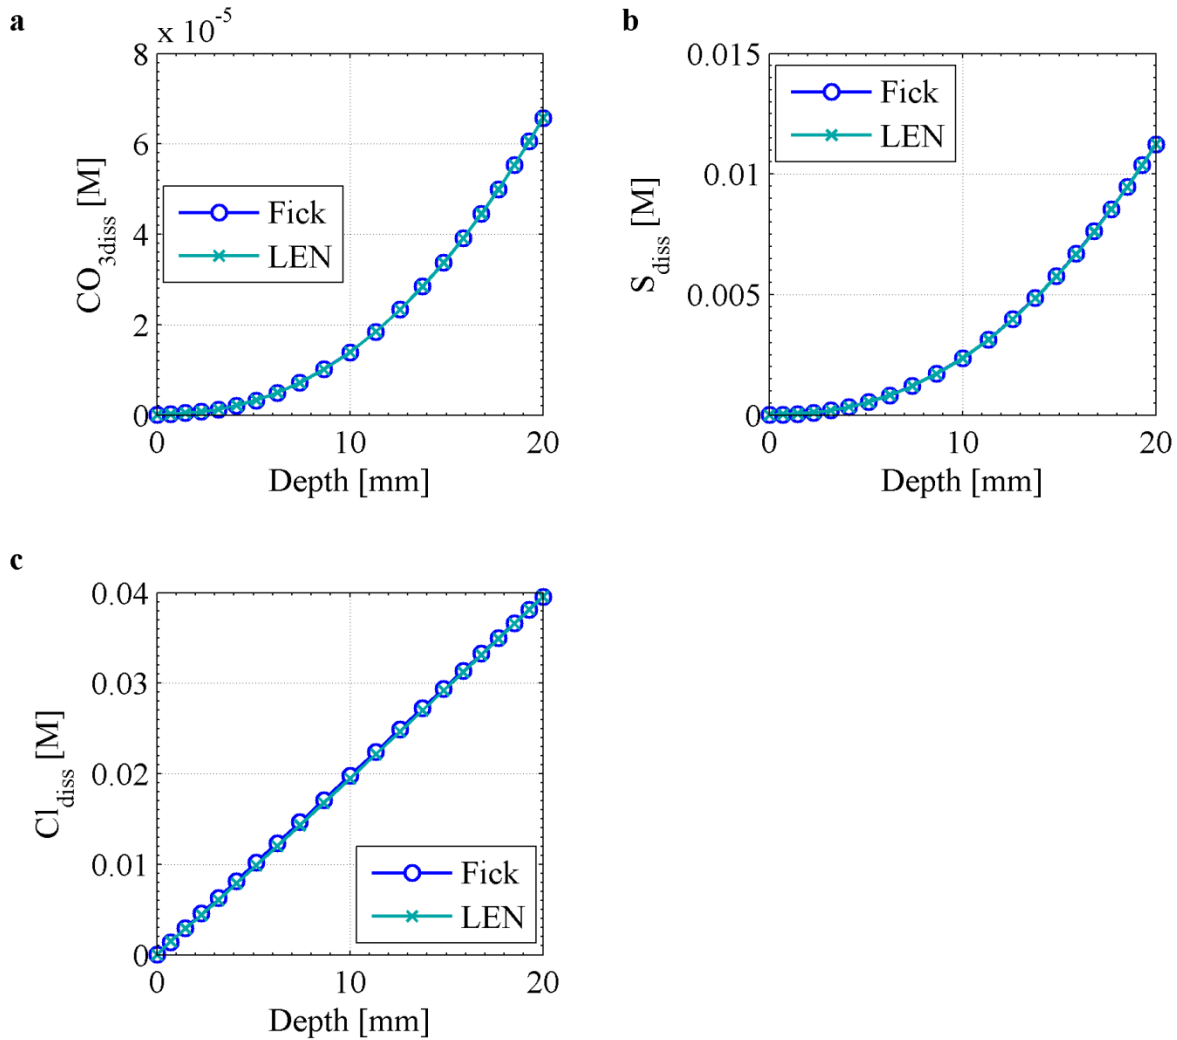 a
x 10⁻⁵
8
6
4
2
0
CO3diss [M]
Fick
LEN
0 10 20
Depth [mm]
b
0.015
0.01
0.005
0
Sdiss [M]
Fick
LEN
0 10 20
Depth [mm]
c
0.04
0.03
0.02
0.01
0
Cldiss [M]
Fick
LEN
0 10 20
Depth [mm]